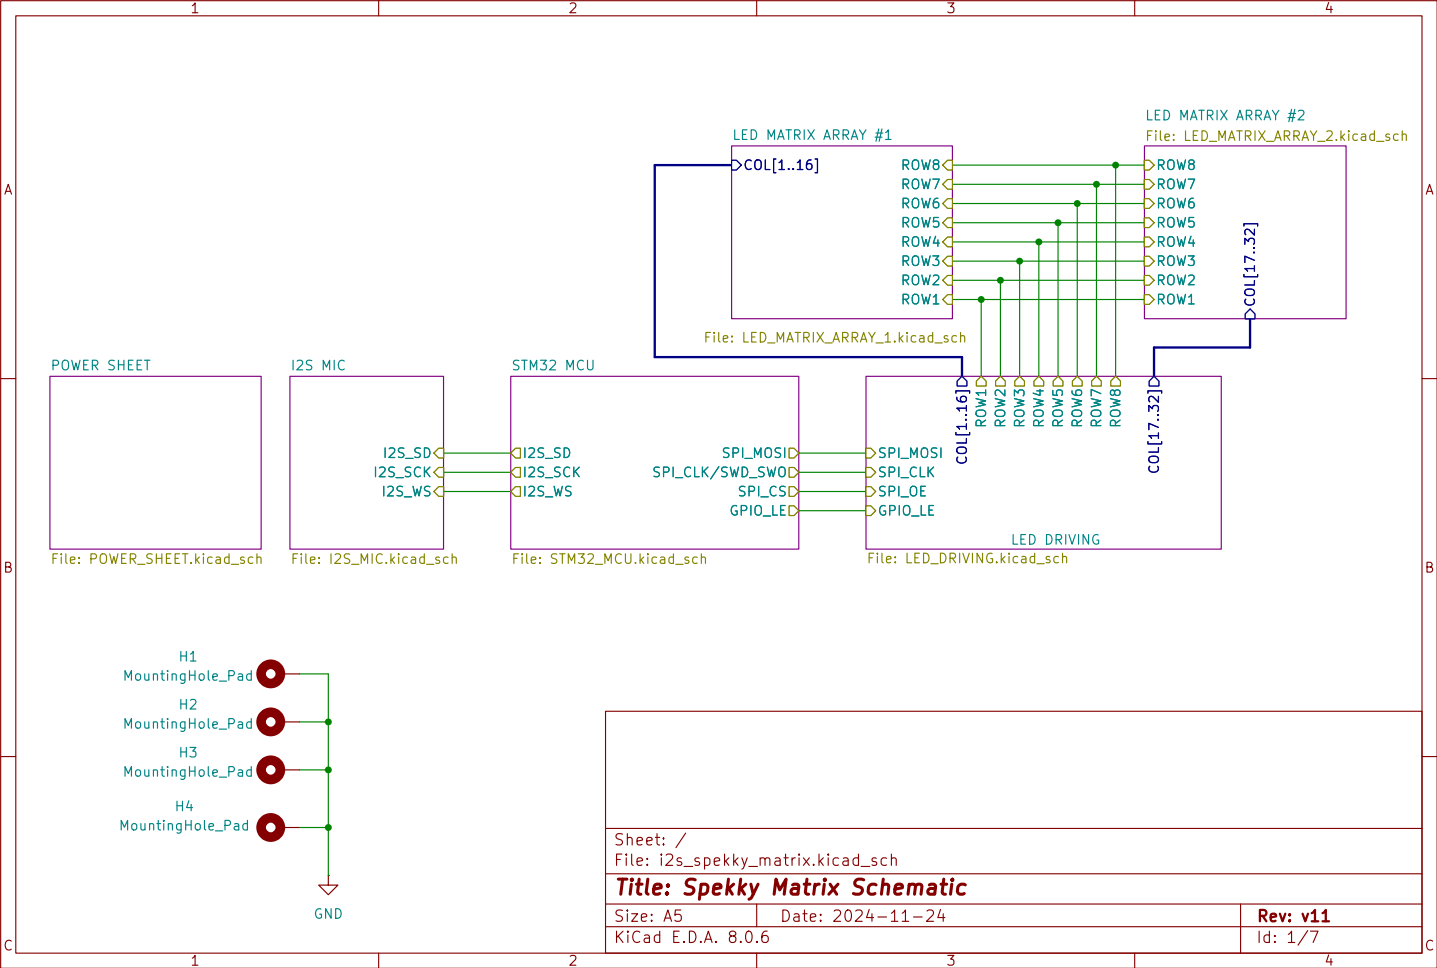 1 2 3 4
A A
B B
C C
LED MATRIX ARRAY #1
COL[1..16]
ROW8
ROW7
ROW6
ROW5
ROW4
ROW3
ROW2
ROW1
File: LED_MATRIX_ARRAY_1.kicad_sch
LED MATRIX ARRAY #2
File: LED_MATRIX_ARRAY_2.kicad_sch
ROW8
ROW7
ROW6
ROW5
ROW4
ROW3
ROW2
ROW1
COL[17..32]
POWER SHEET
File: POWER_SHEET.kicad_sch
I2S MIC
I2S_SD
I2S_SCK
I2S_WS
File: I2S_MIC.kicad_sch
STM32 MCU
I2S_SD
I2S_SCK
I2S_WS
SPI_MOSI
SPI_CLK/SWD_SWO
SPI_CS
GPIO_LE
File: STM32_MCU.kicad_sch
COL[1..16]
ROW1
ROW2
ROW3
ROW4
ROW5
ROW6
ROW7
ROW8
COL[17..32]
SPI_MOSI
SPI_CLK
SPI_OE
GPIO_LE
LED DRIVING
File: LED_DRIVING.kicad_sch
H1
MountingHole_Pad
H2
MountingHole_Pad
H3
MountingHole_Pad
H4
MountingHole_Pad
GND
Sheet: /
File: i2s_spekky_matrix.kicad_sch
Title: Spekky Matrix Schematic
Size: A5 Date: 2024-11-24 Rev: v11
KiCad E.D.A. 8.0.6 Id: 1/7
1 2 3 4